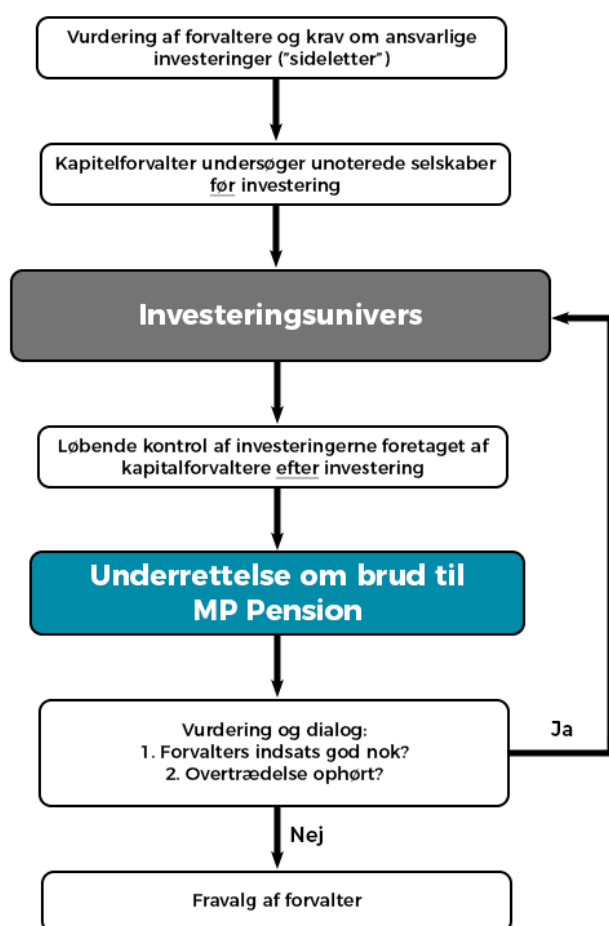 Vurdering af forvaltere og krav om ansvarlige
investeringer ("sideletter")
Kapitelforvalter undersøger unoterede selskaber
før investering
Investeringsunivers
Løbende kontrol af investeringerne foretaget af
kapitalforvaltere efter investering
Underrettelse om brud til
MP Pension
Vurdering og dialog:
1. Forvalters indsats god nok?
2. Overtrædelse ophørt?
Ja
Nej
Fravalg af forvalter